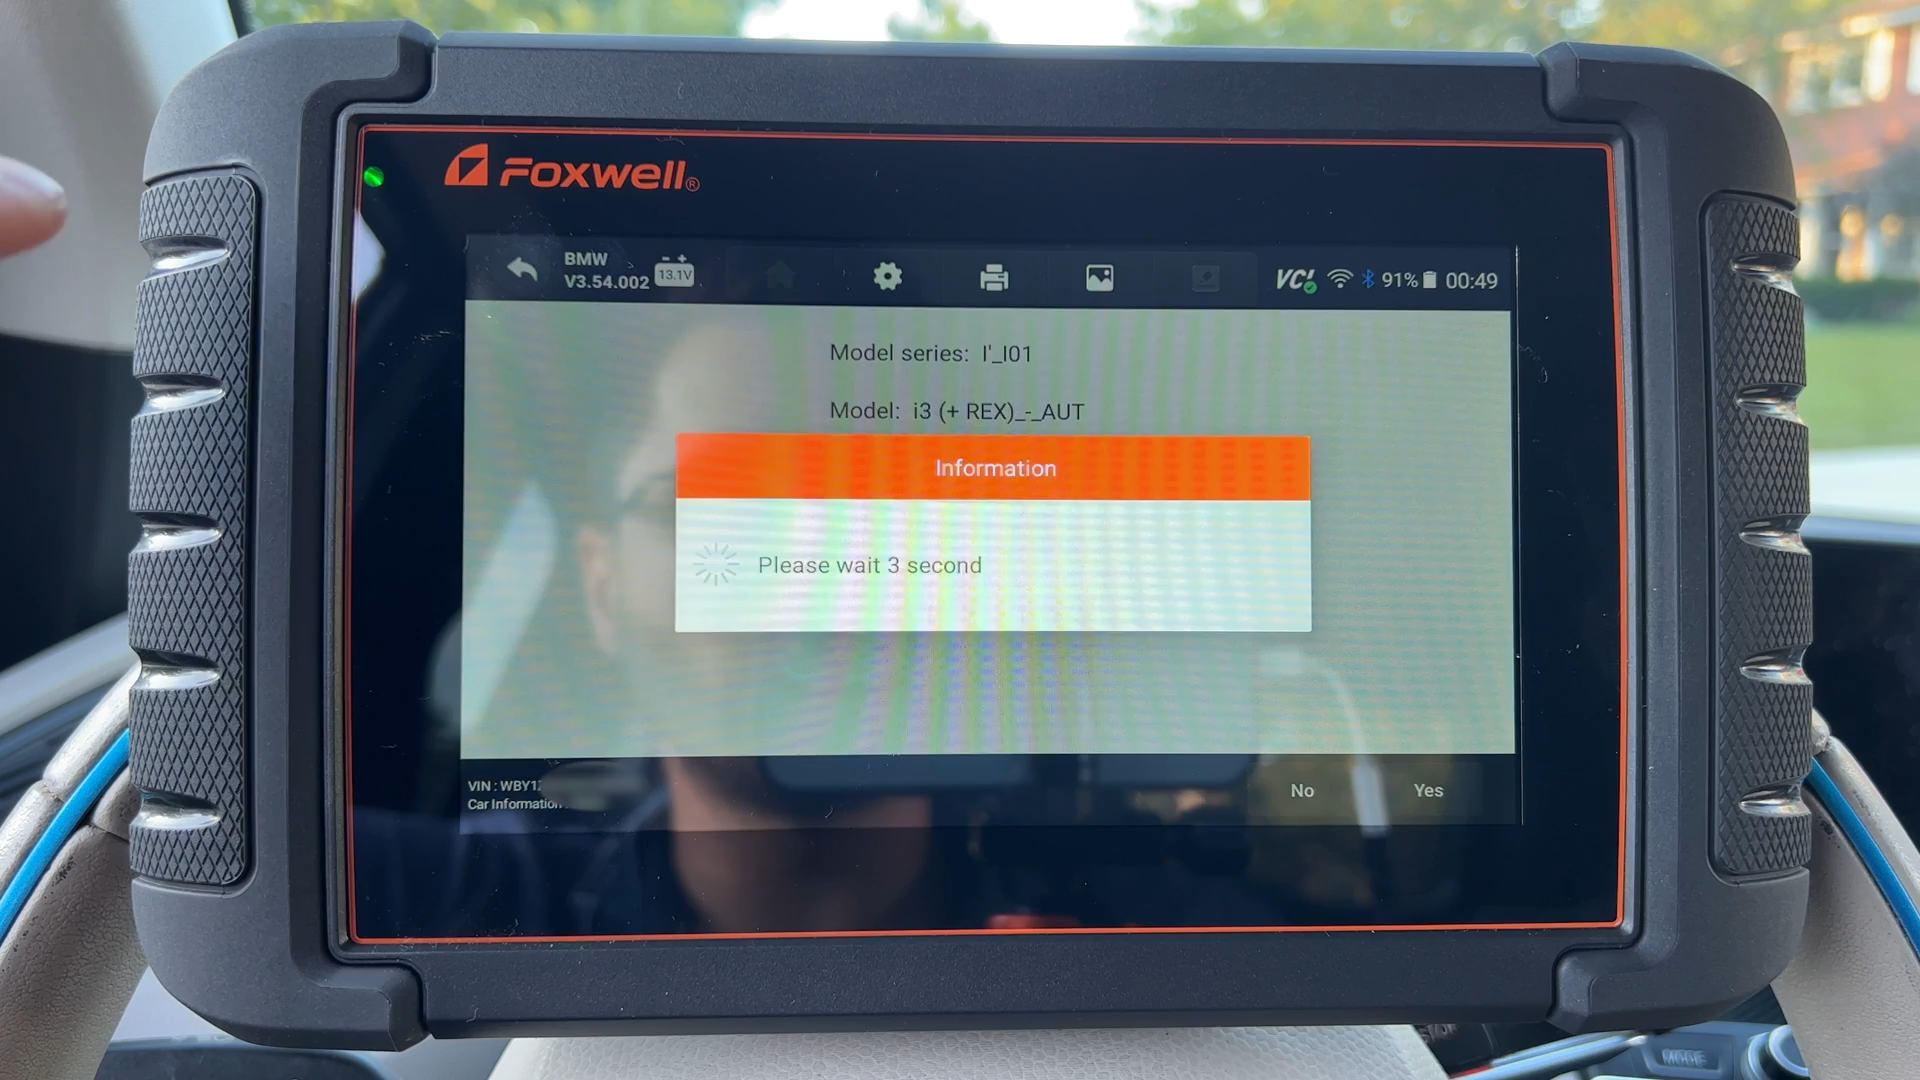 Foxwell®
BMW
V3.54.002
13.1V
VCI
91%
00:49
Model series: I'_I01
Model: i3 (+ REX)_-_AUT
Information
Please wait 3 second
VIN : WBY1
Car Information
No
Yes
MODE